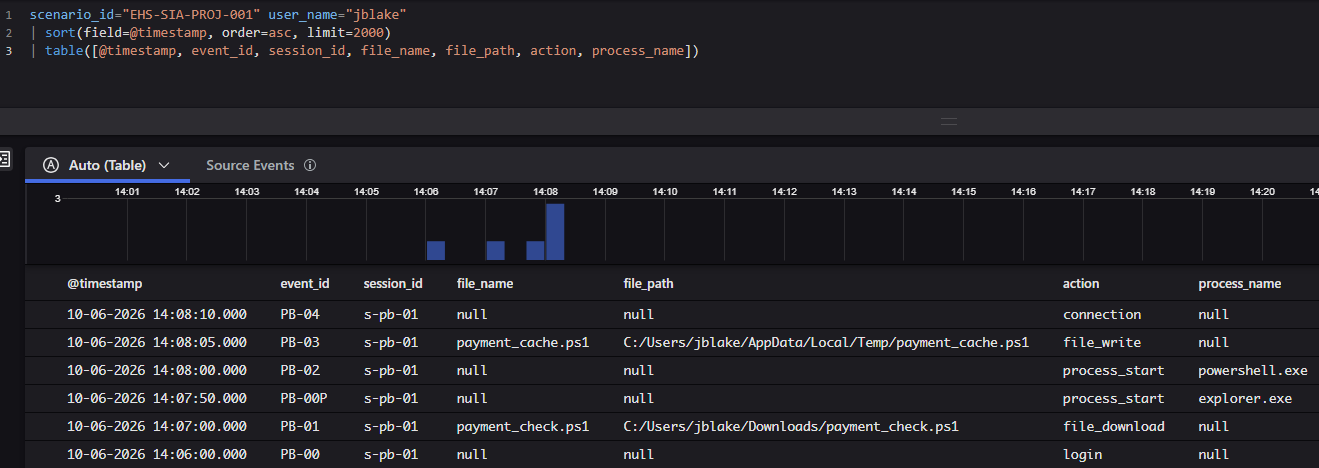 1 scenario_id="EHS-SIA-PROJ-001" user_name="jblake"
2 | sort(field=@timestamp, order=asc, limit=2000)
3 | table([@timestamp, event_id, session_id, file_name, file_path, action, process_name])
A Auto (Table) Source Events
14:01 14:02 14:03 14:04 14:05 14:06 14:07 14:08 14:09 14:10 14:11 14:12 14:13 14:14 14:15 14:16 14:17 14:18 14:19 14:20 14
3
@timestamp event_id session_id file_name file_path action process_name
10-06-2026 14:08:10.000 PB-04 s-pb-01 null null connection null
10-06-2026 14:08:05.000 PB-03 s-pb-01 payment_cache.ps1 C:/Users/jblake/AppData/Local/Temp/payment_cache.ps1 file_write null
10-06-2026 14:08:00.000 PB-02 s-pb-01 null null process_start powershell.exe
10-06-2026 14:07:50.000 PB-00P s-pb-01 null null process_start explorer.exe
10-06-2026 14:07:00.000 PB-01 s-pb-01 payment_check.ps1 C:/Users/jblake/Downloads/payment_check.ps1 file_download null
10-06-2026 14:06:00.000 PB-00 s-pb-01 null null login null